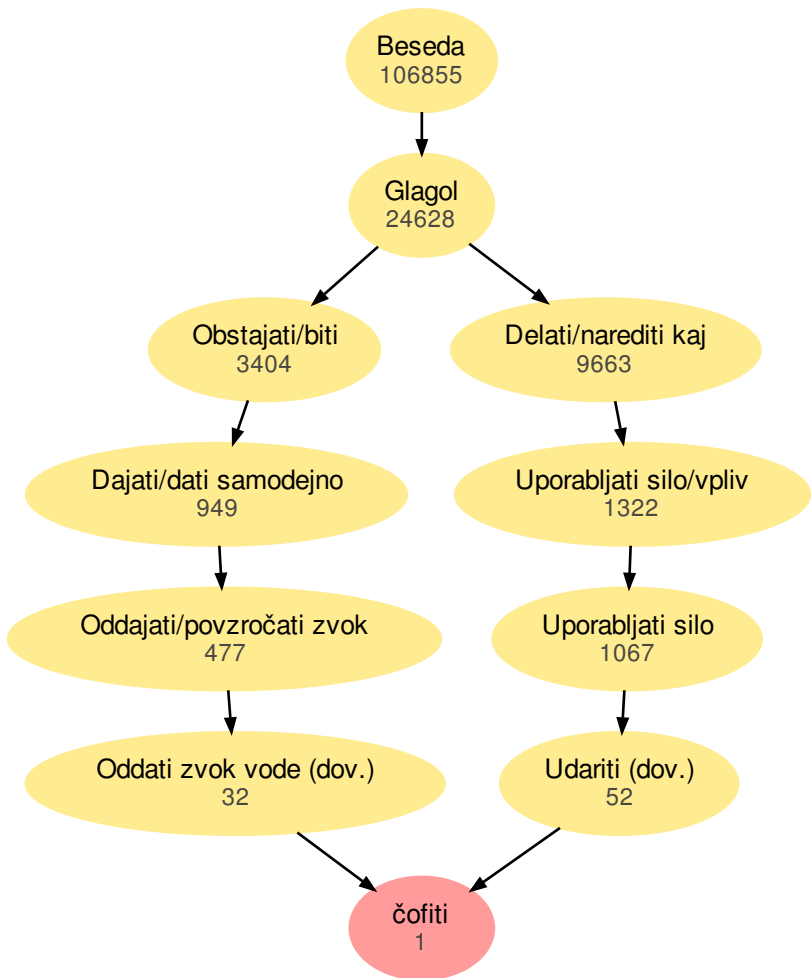 Beseda
106855
Glagol
24628
Obstajati/biti
3404
Delati/narediti kaj
9663
Dajati/dati samodejno
949
Uporabljati silo/vpliv
1322
Oddajati/povzročati zvok
477
Uporabljati silo
1067
Oddati zvok vode (dov.)
32
Udariti (dov.)
52
čofiti
1